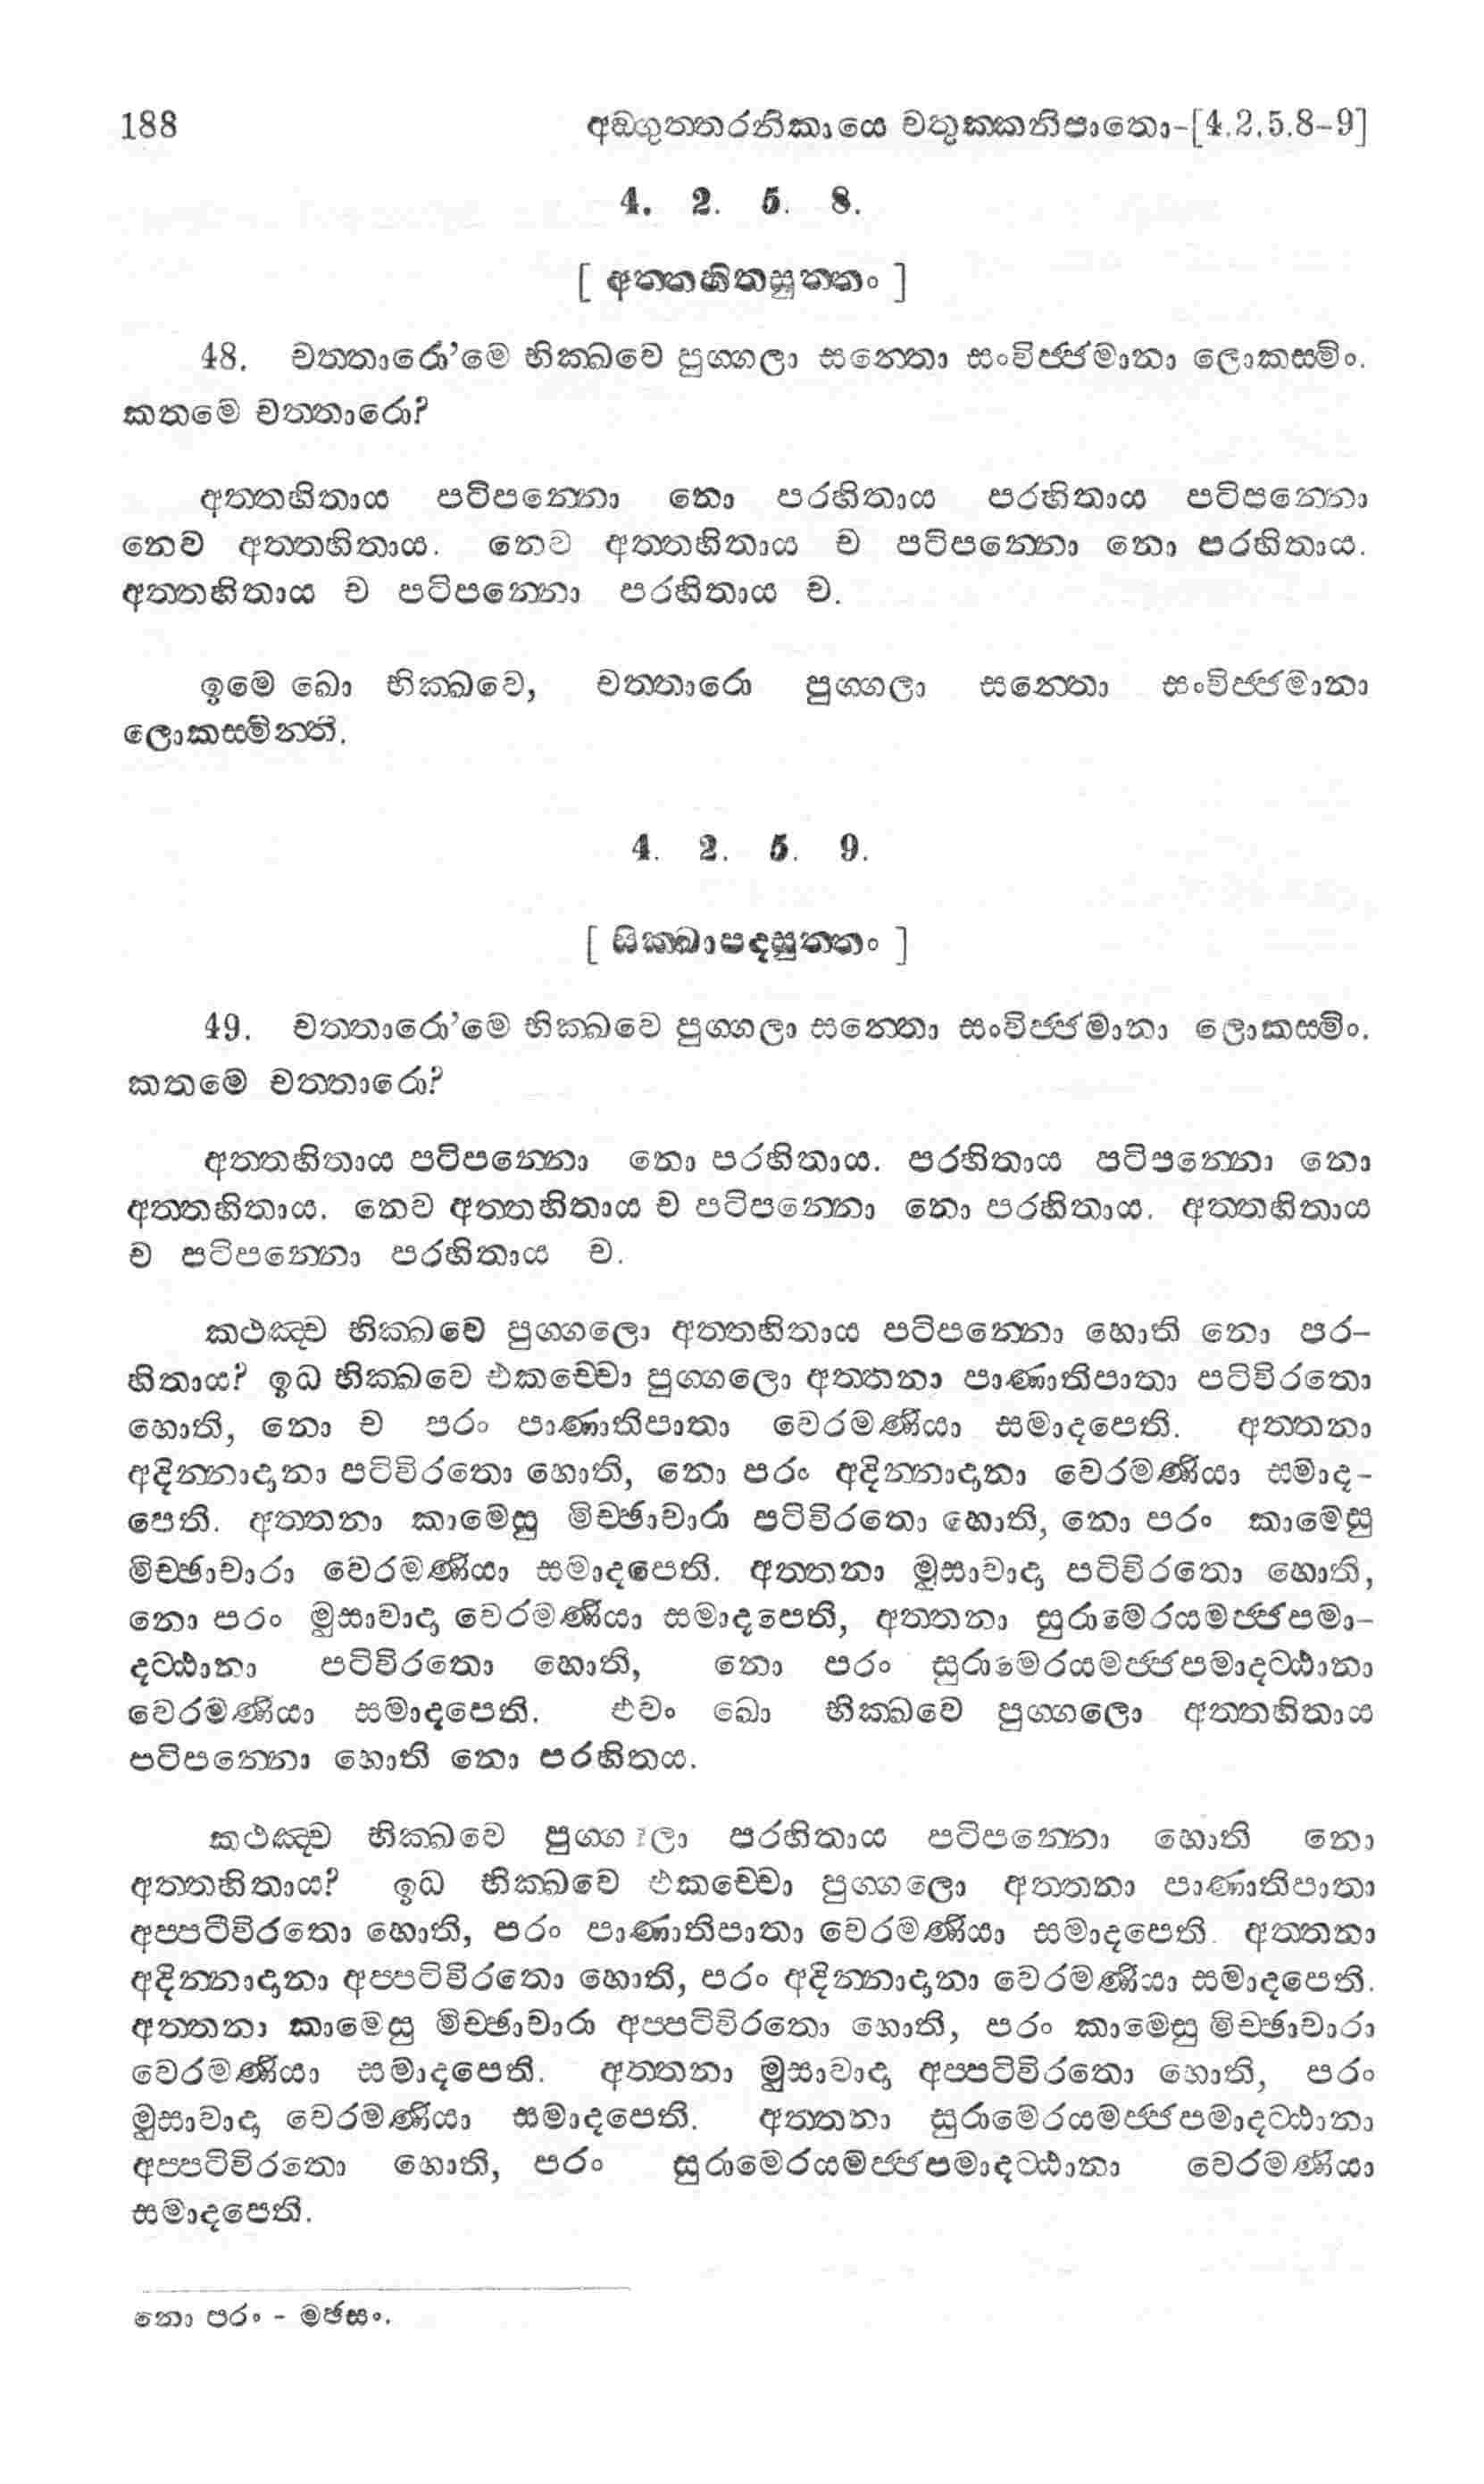 188 අඞගුත්තරනිකායෙ චතුක්කනිපාතො-[4.2.5.8-9]
4. 2. 5. 8.
[ අත්තහිතසුත්තං ]
48. චත්තාරො’මෙ භික්ඛවෙ පුග්ගලා සන්තො සංවිජ්ජමානා ලොකස්මිං.
කතමෙ චත්තාරො?
අත්තහිතාය පටිපන්නො නො පරහිතාය පරහිතාය පටිපන්නො
නෙව අත්තහිතාය. නෙව අත්තහිතාය ච පටිපන්නො නො පරහිතාය.
අත්තහිතාය ච පටිපන්නො පරහිතාය ච.
ඉමෙ ඛො භික්ඛවෙ, චත්තාරො පුග්ගලා සන්තො සංවිජ්ජමානා
ලොකස්මින්ති.
4. 2. 5. 9.
[ සික්ඛාපදසුත්තං ]
49. චත්තාරො’මෙ භික්ඛවෙ පුග්ගලා සන්තො සංවිජ්ජමානා ලොකස්මිං.
කතමෙ චත්තාරො?
අත්තහිතාය පටිපන්නො නො පරහිතාය. පරහිතාය පටිපන්නො නො
අත්තහිතාය. නෙව අත්තහිතාය ච පටිපන්නො නො පරහිතාය. අත්තහිතාය
ච පටිපන්නො පරහිතාය ච.
කථඤ්ච භික්ඛවෙ පුග්ගලො අත්තහිතාය පටිපන්නො හොති නො පර-
හිතාය? ඉධ භික්ඛවෙ එකච්චො පුග්ගලො අත්තනා පාණාතිපාතා පටිවිරතො
හොති, නො ච පරං පාණාතිපාතා වෙරමණියා සමාදපෙති. අත්තනා
අදින්නාදානා පටිවිරතො හොති, නො පරං අදින්නාදානා වෙරමණියා සමාද-
පෙති. අත්තනා කාමෙසු මිච්ඡාචාරා පටිවිරතො හොති, නො පරං කාමෙසු
මිච්ඡාචාරා වෙරමණියා සමාදපෙති. අත්තනා මුසාවාදා පටිවිරතො හොති,
නො පරං මුසාවාදා වෙරමණියා සමාදපෙති, අත්තනා සුරාමෙරයමජ්ජපමා-
දට්ඨානා පටිවිරතො හොති, නො පරං සුරාමෙරයමජ්ජපමාදට්ඨානා
වෙරමණියා සමාදපෙති. එවං ඛො භික්ඛවෙ පුග්ගලො අත්තහිතාය
පටිපන්නො හොති නො පරහිතය.
කථඤ්ච භික්ඛවෙ පුග්ගලො පරහිතාය පටිපන්නො හොති නො
අත්තහිතාය? ඉධ භික්ඛවෙ එකච්චො පුග්ගලො අත්තනා පාණාතිපාතා
අප්පටිවිරතො හොති, පරං පාණාතිපාතා වෙරමණියා සමාදපෙති. අත්තනා
අදින්නාදානා අප්පටිවිරතො හොති, පරං අදින්නාදානා වෙරමණියා සමාදපෙති.
අත්තනා කාමෙසු මිච්ඡාචාරා අප්පටිවිරතො හොති, පරං කාමෙසු මිච්ඡාචාරා
වෙරමණියා සමාදපෙති. අත්තනා මුසාවාදා අප්පටිවිරතො හොති, පරං
මුසාවාදා වෙරමණියා සමාදපෙති. අත්තනා සුරාමෙරයමජ්ජපමාදට්ඨානා
අප්පටිවිරතො හොති, පරං සුරාමෙරයමජ්ජපමාදට්ඨානා වෙරමණියා
සමාදපෙති.
නො පරං - මඡසං.